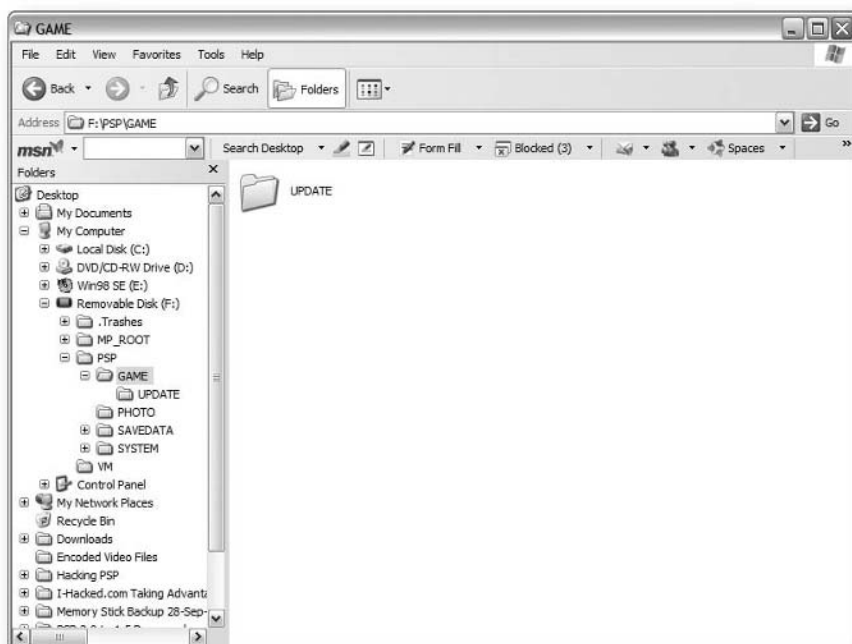 GAME
File Edit View Favorites Tools Help
Back Search Folders
Address F:\PSP\GAME Go
msn Search Desktop Form Fill Blocked (3) Spaces »
Folders
Desktop
My Documents
My Computer
Local Disk (C:)
DVD/CD-RW Drive (D:)
Win98 SE (E:)
Removable Disk (F:)
.Trashes
MP_ROOT
PSP
GAME
UPDATE
PHOTO
SAVEDATA
SYSTEM
VM
Control Panel
My Network Places
Recycle Bin
Downloads
Encoded Video Files
Hacking PSP
I-Hacked.com Taking Advanta
Memory Stick Backup 28-Sep-
UPDATE